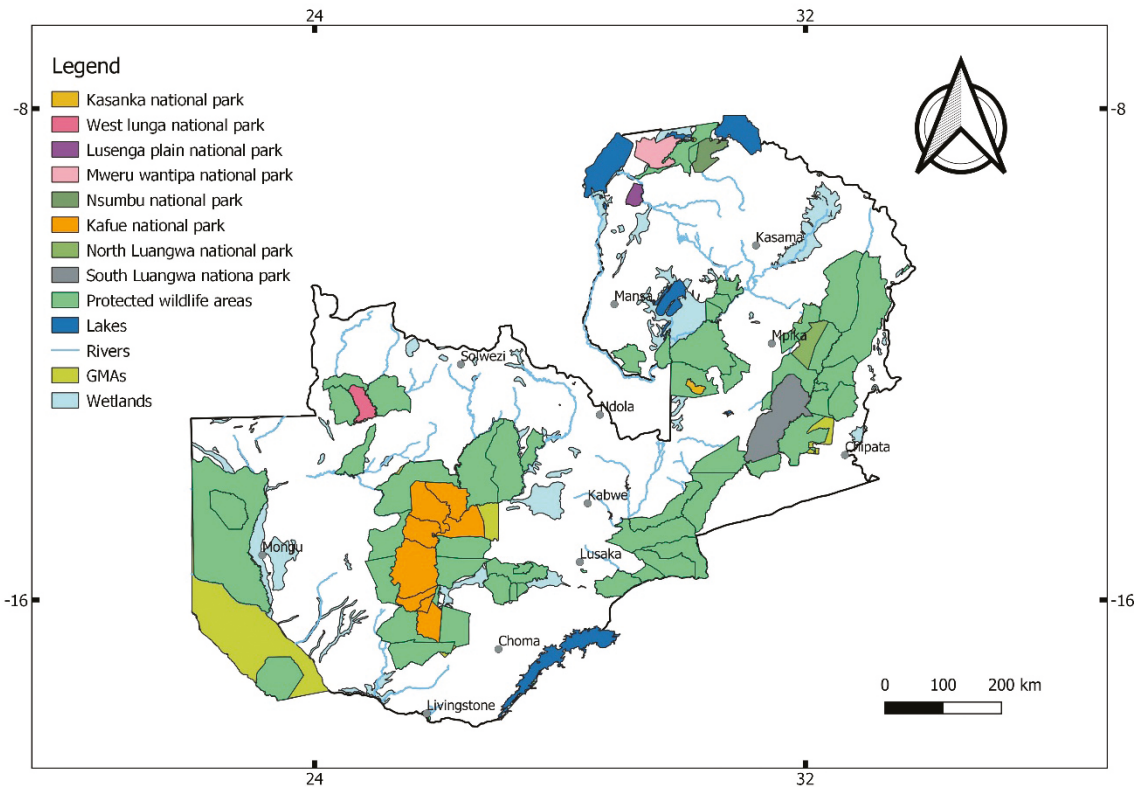 24
32
Legend
-8
-8
Kasanka national park
West lunga national park
Lusenga plain national park
Mweru wantipa national park
Nsumbu national park
Kafue national park
North Luangwa national park
South Luangwa nationa park
Protected wildlife areas
Lakes
Rivers
GMAs
Wetlands
Kasama
Mansa
Mpika
Solwezi
Ndola
Chipata
Kabwe
Mongu
Lusaka
-16
-16
Choma
0 100 200 km
Livingstone
24
32